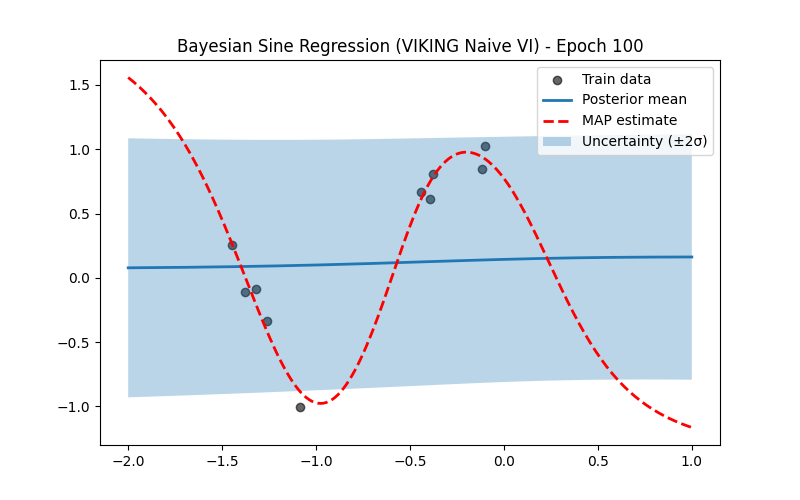 Bayesian Sine Regression (VIKING Naive VI) - Epoch 100
Train data
Posterior mean
MAP estimate
Uncertainty (±2σ)
1.5
1.0
0.5
0.0
−0.5
−1.0
−2.0 −1.5 −1.0 −0.5 0.0 0.5 1.0